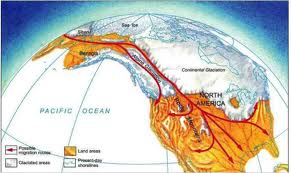 Sea Ice
Siberia
Beringia
Continental Glaciation
PACIFIC OCEAN
NORTH
AMERICA
Possible
migration routes
Land areas
Glaciated areas
Present-day
shorelines